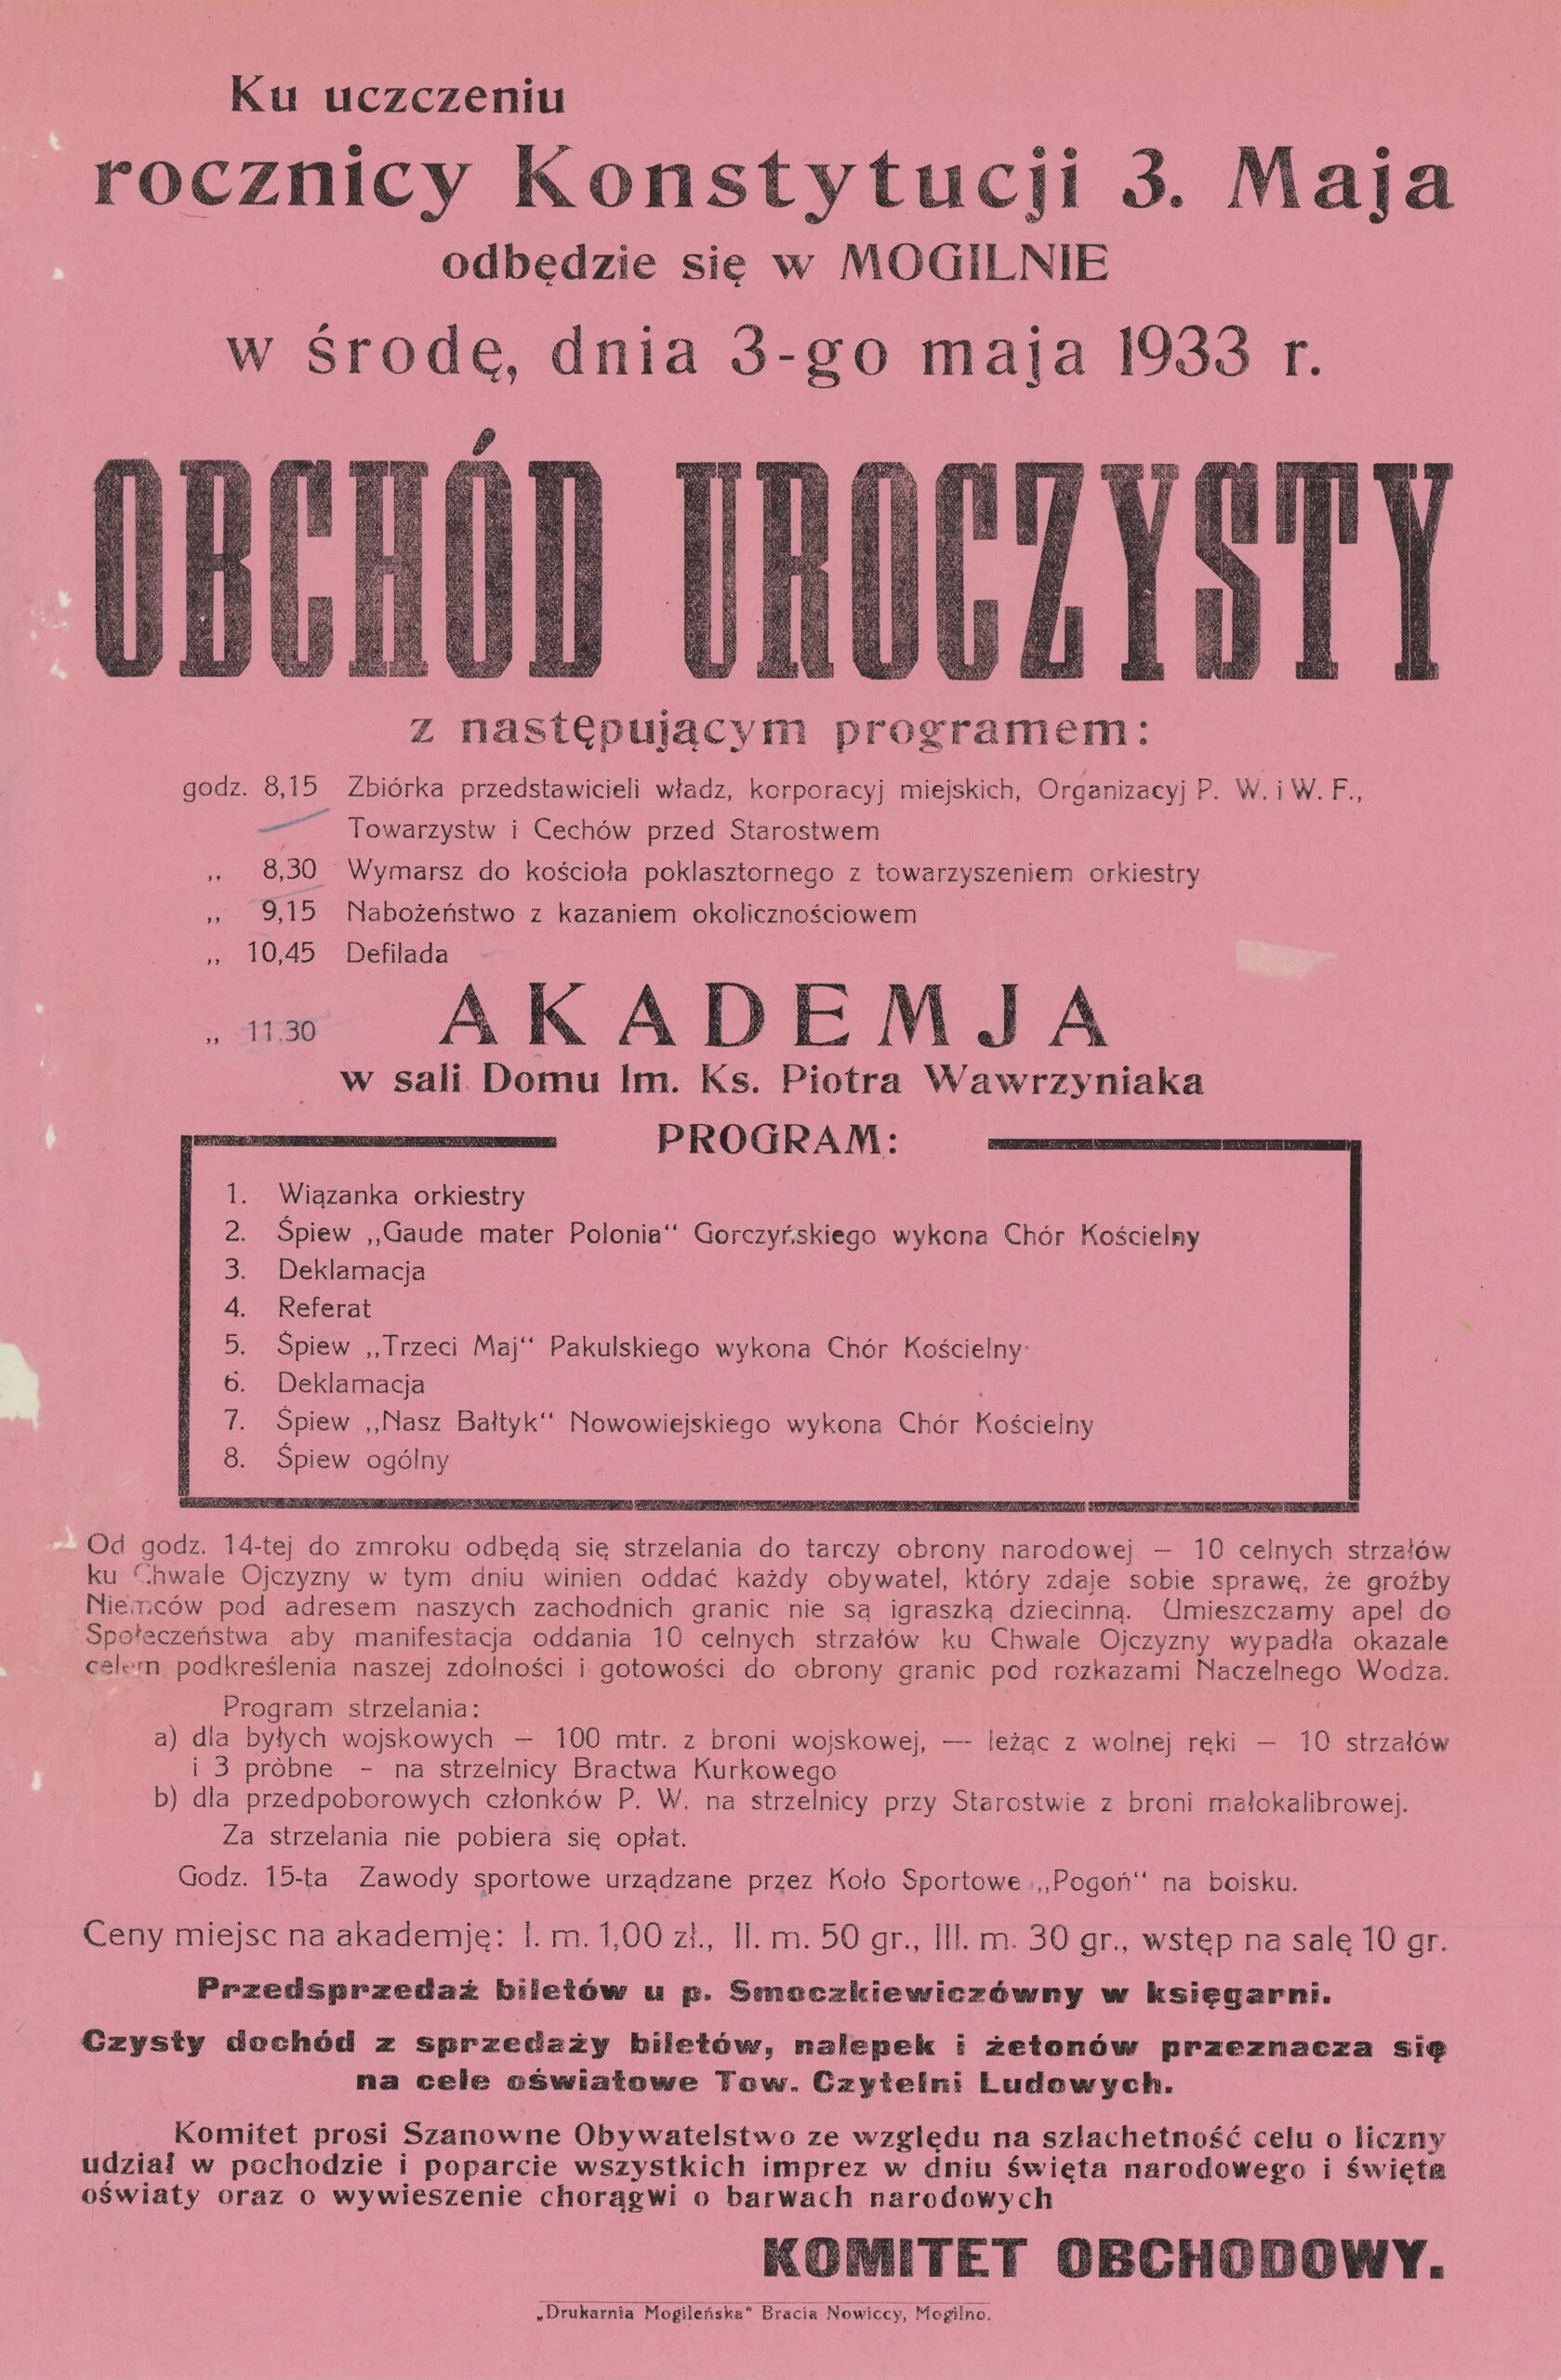 Ku uczczeniu
rocznicy Konstytucji 3. Maja
odbędzie się w MOGILNIE
w środę, dnia 3-go maja 1933 r.
OBCHÓD UROCZYSTY
z następującym programem:
godz. 8,15 Zbiórka przedstawicieli władz, korporacyj miejskich, Organizacyj P. W. i W. F.,
Towarzystw i Cechów przed Starostwem
„ 8,30 Wymarsz do kościoła poklasztornego z towarzyszeniem orkiestry
„ 9,15 Nabożeństwo z kazaniem okolicznościowem
„ 10,45 Defilada
„ 11.30 AKADEMJA
w sali Domu Im. Ks. Piotra Wawrzyniaka
PROGRAM:
1. Wiązanka orkiestry
2. Śpiew „Gaude mater Polonia" Gorczyńskiego wykona Chór Kościelny
3. Deklamacja
4. Referat
5. Śpiew „Trzeci Maj" Pakulskiego wykona Chór Kościelny
6. Deklamacja
7. Śpiew „Nasz Bałtyk" Nowowiejskiego wykona Chór Kościelny
8. Śpiew ogólny
Od godz. 14-tej do zmroku odbędą się strzelania do tarczy obrony narodowej — 10 celnych strzałów
ku Chwale Ojczyzny w tym dniu winien oddać każdy obywatel, który zdaje sobie sprawę, że groźby
Niemców pod adresem naszych zachodnich granic nie są igraszką dziecinną. Umieszczamy apel do
Społeczeństwa aby manifestacja oddania 10 celnych strzałów ku Chwale Ojczyzny wypadła okazale
celem podkreślenia naszej zdolności i gotowości do obrony granic pod rozkazami Naczelnego Wodza.
Program strzelania:
a) dla byłych wojskowych — 100 mtr. z broni wojskowej, — leżąc z wolnej ręki — 10 strzałów
i 3 próbne - na strzelnicy Bractwa Kurkowego
b) dla przedpoborowych członków P. W. na strzelnicy przy Starostwie z broni małokalibrowej.
Za strzelania nie pobiera się opłat.
Godz. 15-ta Zawody sportowe urządzane przez Koło Sportowe „Pogoń" na boisku.
Ceny miejsc na akademję: I. m. 1,00 zł., II. m. 50 gr., III. m. 30 gr., wstęp na salę 10 gr.
Przedsprzedaż biletów u p. Smoczkiewiczówny w księgarni.
Czysty dochód z sprzedaży biletów, nalepek i żetonów przeznacza się
na cele oświatowe Tow. Czytelni Ludowych.
Komitet prosi Szanowne Obywatelstwo ze względu na szlachetność celu o liczny
udział w pochodzie i poparcie wszystkich imprez w dniu święta narodowego i święta
oświaty oraz o wywieszenie chorągwi o barwach narodowych
KOMITET OBCHODOWY.
„Drukarnia Mogileńska" Bracia Nowiccy, Mogilno.